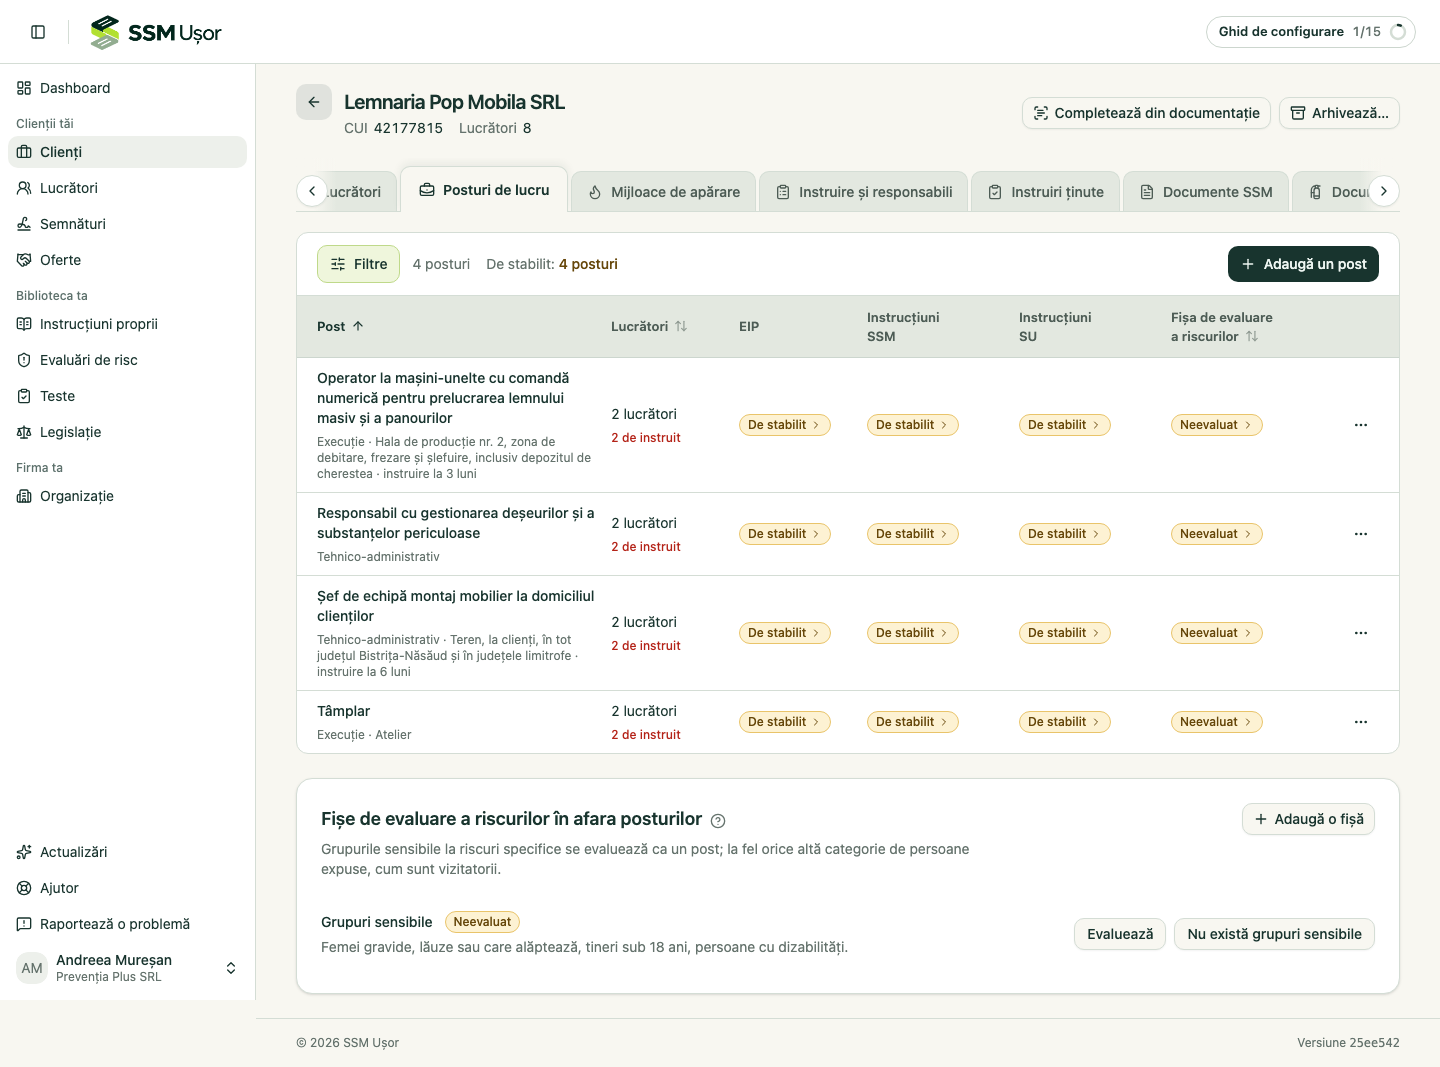 SSM Ușor
Ghid de configurare 1/15
Dashboard
Clienții tăi
Clienți
Lucrători
Semnături
Oferte
Biblioteca ta
Instrucțiuni proprii
Evaluări de risc
Teste
Legislație
Firma ta
Organizație
Actualizări
Ajutor
Raportează o problemă
AM
Andreea Mureșan
Prevenția Plus SRL
Lemnaria Pop Mobila SRL
CUI 42177815 Lucrători 8
Completează din documentație
Arhivează...
ucrători
Posturi de lucru
Mijloace de apărare
Instruire și responsabili
Instruiri ținute
Documente SSM
Docu
Filtre
4 posturi
De stabilit: 4 posturi
Adaugă un post
Post
Lucrători
EIP
Instrucțiuni
SSM
Instrucțiuni
SU
Fișa de evaluare
a riscurilor
Operator la mașini-unelte cu comandă
numerică pentru prelucrarea lemnului
masiv și a panourilor
Execuție · Hala de producție nr. 2, zona de
debitare, frezare și șlefuire, inclusiv depozitul de
cherestea · instruire la 3 luni
2 lucrători
2 de instruit
De stabilit
De stabilit
De stabilit
Neevaluat
Responsabil cu gestionarea deșeurilor și a
substanțelor periculoase
Tehnico-administrativ
2 lucrători
2 de instruit
De stabilit
De stabilit
De stabilit
Neevaluat
Șef de echipă montaj mobilier la domiciliul
clienților
Tehnico-administrativ · Teren, la clienți, în tot
județul Bistrița-Năsăud și în județele limitrofe ·
instruire la 6 luni
2 lucrători
2 de instruit
De stabilit
De stabilit
De stabilit
Neevaluat
Tâmplar
Execuție · Atelier
2 lucrători
2 de instruit
De stabilit
De stabilit
De stabilit
Neevaluat
Fișe de evaluare a riscurilor în afara posturilor
Adaugă o fișă
Grupurile sensibile la riscuri specifice se evaluează ca un post; la fel orice altă categorie de persoane
expuse, cum sunt vizitatorii.
Grupuri sensibile
Neevaluat
Femei gravide, lăuze sau care alăptează, tineri sub 18 ani, persoane cu dizabilități.
Evaluează
Nu există grupuri sensibile
© 2026 SSM Ușor
Versiune 25ee542